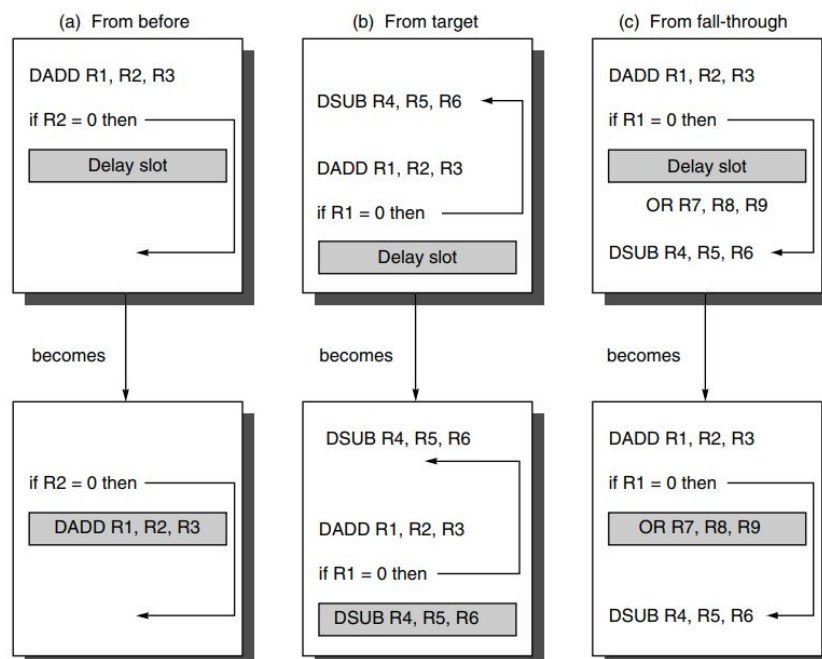 (a) From before
DADD R1, R2, R3
if R2 = 0 then
Delay slot
becomes
if R2 = 0 then
DADD R1, R2, R3
(b) From target
DSUB R4, R5, R6
DADD R1, R2, R3
if R1 = 0 then
Delay slot
becomes
DSUB R4, R5, R6
DADD R1, R2, R3
if R1 = 0 then
DSUB R4, R5, R6
(c) From fall-through
DADD R1, R2, R3
if R1 = 0 then
Delay slot
OR R7, R8, R9
DSUB R4, R5, R6
becomes
DADD R1, R2, R3
if R1 = 0 then
OR R7, R8, R9
DSUB R4, R5, R6